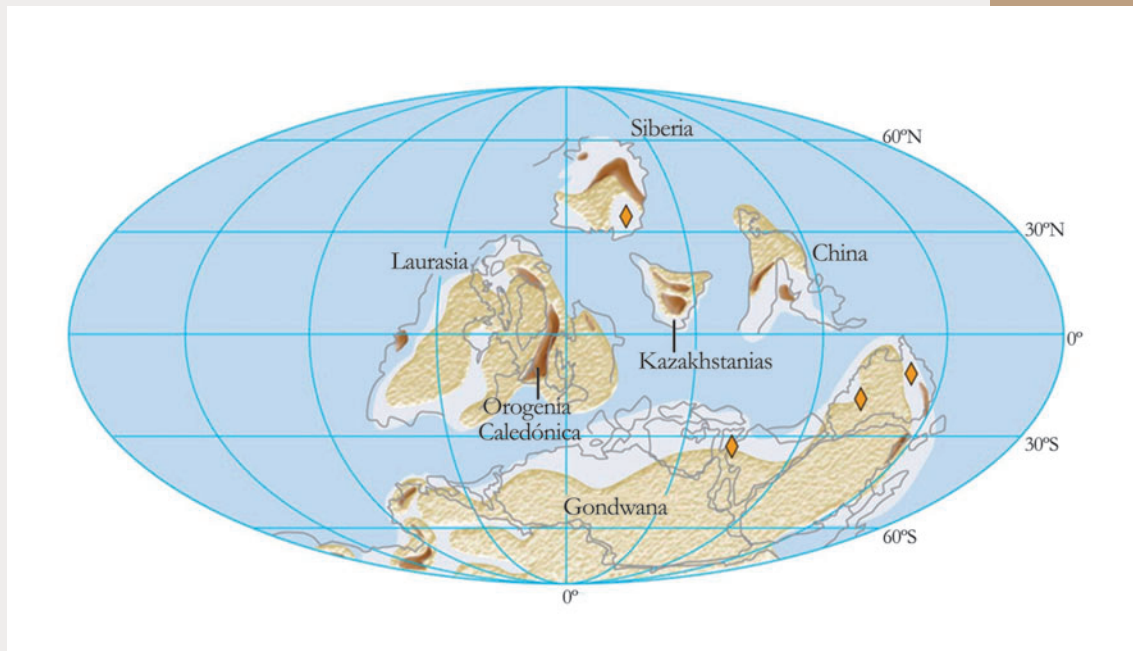 Siberia
60ºN
30ºN
Laurasia
China
0º
Kazakhstanias
Orogenia
Caledónica
30ºS
Gondwana
60ºS
0º